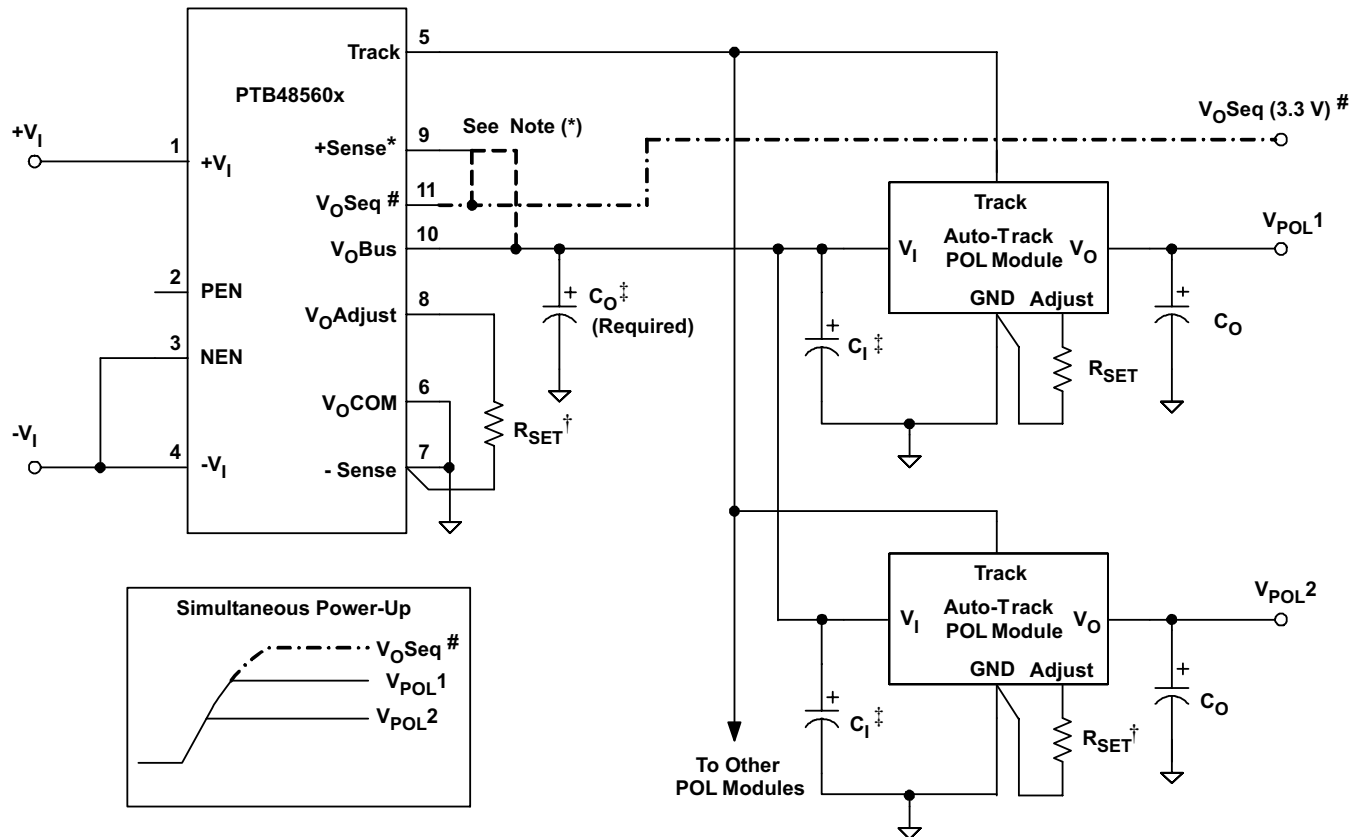 Track
5
PTB48560x
+VI
1
+VI
+Sense*
9
See Note (*)
VOSeq (3.3 V) #
VOSeq #
11
VOBus
10
2
PEN
VOAdjust
8
CO‡
(Required)
3
NEN
VOCOM
6
RSET†
-VI
4
-VI
- Sense
7
Track
Auto-Track
POL Module
VI
VO
GND
Adjust
VPOL1
+
+
+
CI‡
RSET
CO
Track
Auto-Track
POL Module
VI
VO
GND
Adjust
VPOL2
+
+
CI‡
RSET†
CO
To Other
POL Modules
Simultaneous Power-Up
VOSeq #
VPOL1
VPOL2